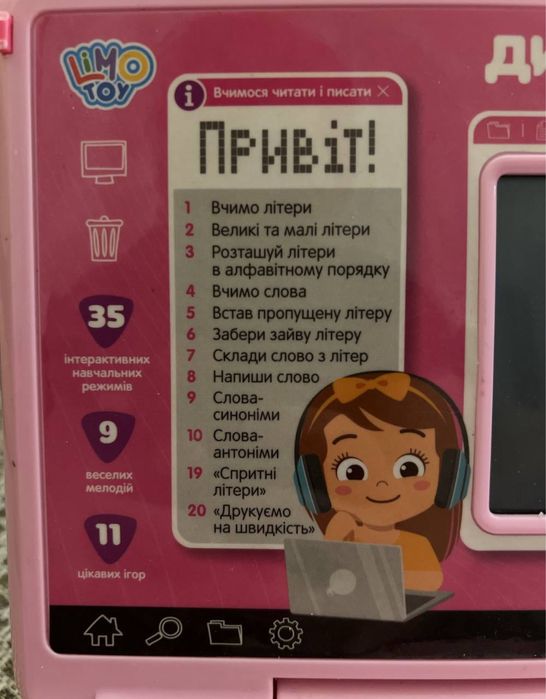 LiMO
TOY
ДИ
i Вчимося читати і писати ×
Привіт!
1 Вчимо літери
2 Великі та малі літери
3 Розташуй літери
в алфавітному порядку
4 Вчимо слова
5 Встав пропущену літеру
6 Забери зайву літеру
7 Склади слово з літер
8 Напиши слово
9 Слова-
синоніми
10 Слова-
антоніми
19 «Спритні
літери»
20 «Друкуємо
на швидкість»
35
інтерактивних
навчальних
режимів
9
веселих
мелодій
11
цікавих ігор